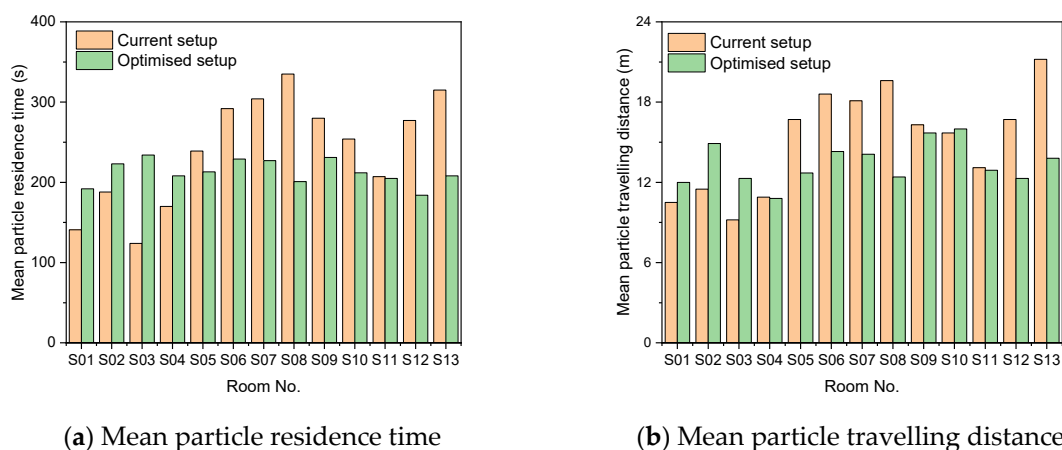 400
300
200
100
0
Mean particle residence time (s)
Current setup
Optimised setup
S01 S02 S03 S04 S05 S06 S07 S08 S09 S10 S11 S12 S13
Room No.
(a) Mean particle residence time
24
18
12
6
0
Mean particle travelling distance (m)
Current setup
Optimised setup
S01 S02 S03 S04 S05 S06 S07 S08 S09 S10 S11 S12 S13
Room No.
(b) Mean particle travelling distance